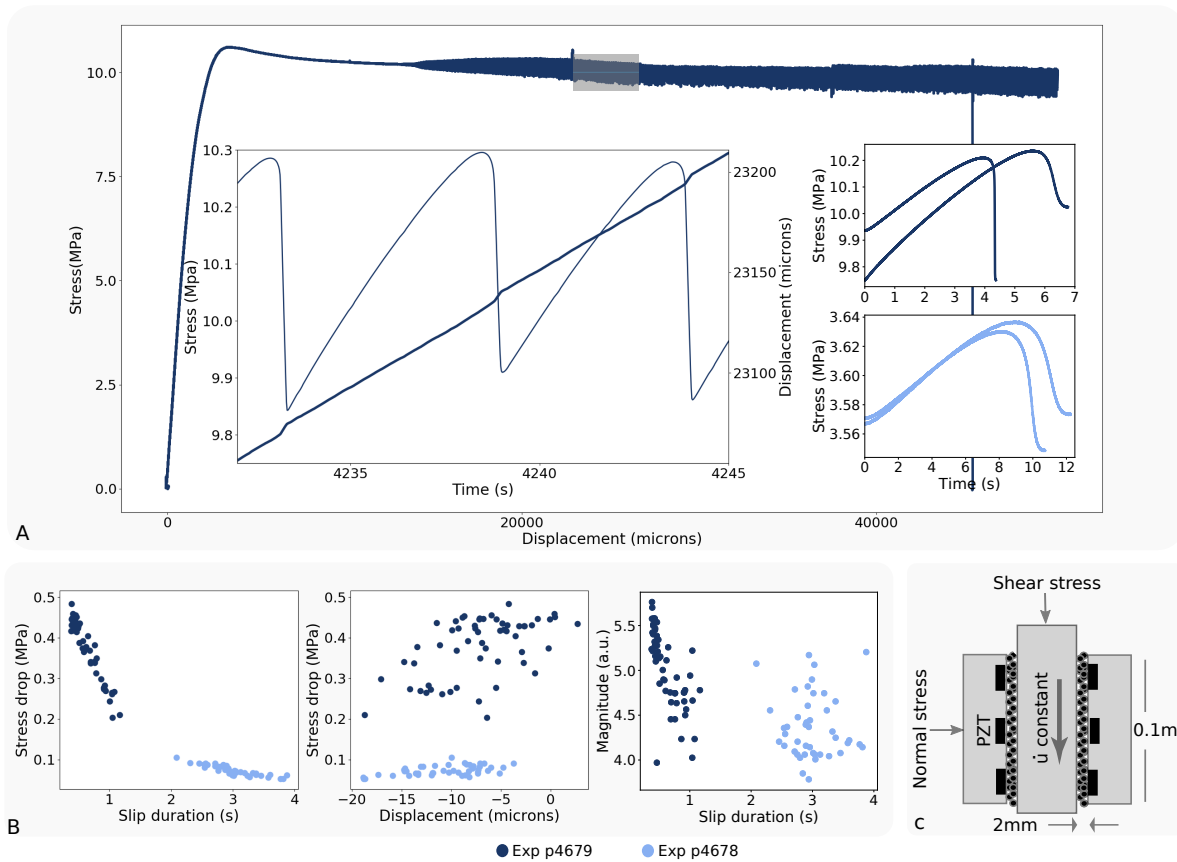 Stress(MPa)
10.0
7.5
5.0
2.5
0.0
0
20000
40000
Displacement (microns)
A
Stress (Mpa)
10.3
10.2
10.1
10.0
9.9
9.8
4235
4240
4245
Time (s)
23200
23150
23100
Displacement (microns)
Stress (MPa)
10.2
10.1
10.0
9.9
9.8
0 1 2 3 4 5 6 7
Stress (MPa)
3.64
3.62
3.60
3.58
3.56
0 2 4 6 8 10 12
Time (s)
Stress drop (MPa)
0.5
0.4
0.3
0.2
0.1
1 2 3 4
Slip duration (s)
B
Stress drop (MPa)
0.5
0.4
0.3
0.2
0.1
−20 −15 −10 −5 0
Displacement (microns)
Magnitude (a.u.)
5.5
5.0
4.5
4.0
1 2 3 4
Slip duration (s)
Shear stress
Normal stress
PZT
u̇ constant
0.1m
2mm
c
Exp p4679
Exp p4678